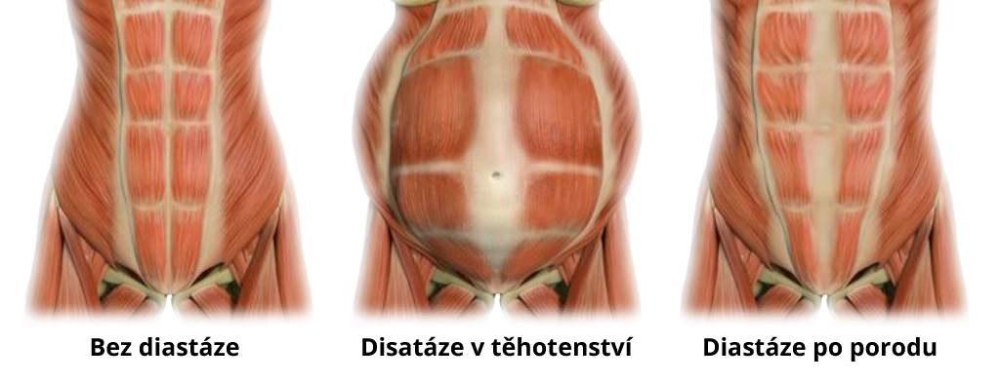 Bez diastáze
Disatáze v těhotenství
Diastáze po porodu